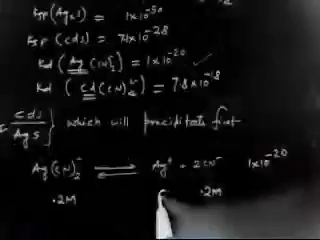 Ksp(Ag₂S) = 1×10⁻⁵⁰
Ksp (Cds) = 7.1×10⁻²⁸
Kd (Ag(CN)₂⁻) = 1×10⁻²⁰ ✓
Kd (Cd(CN)₄²⁻) = 7.8×10⁻¹⁸
Cds
Ag₂S } which will precipitate first
Ag(CN)₂⁻ ⇌ Ag⁺ + 2CN⁻ 1×10⁻²⁰
.2M .2M